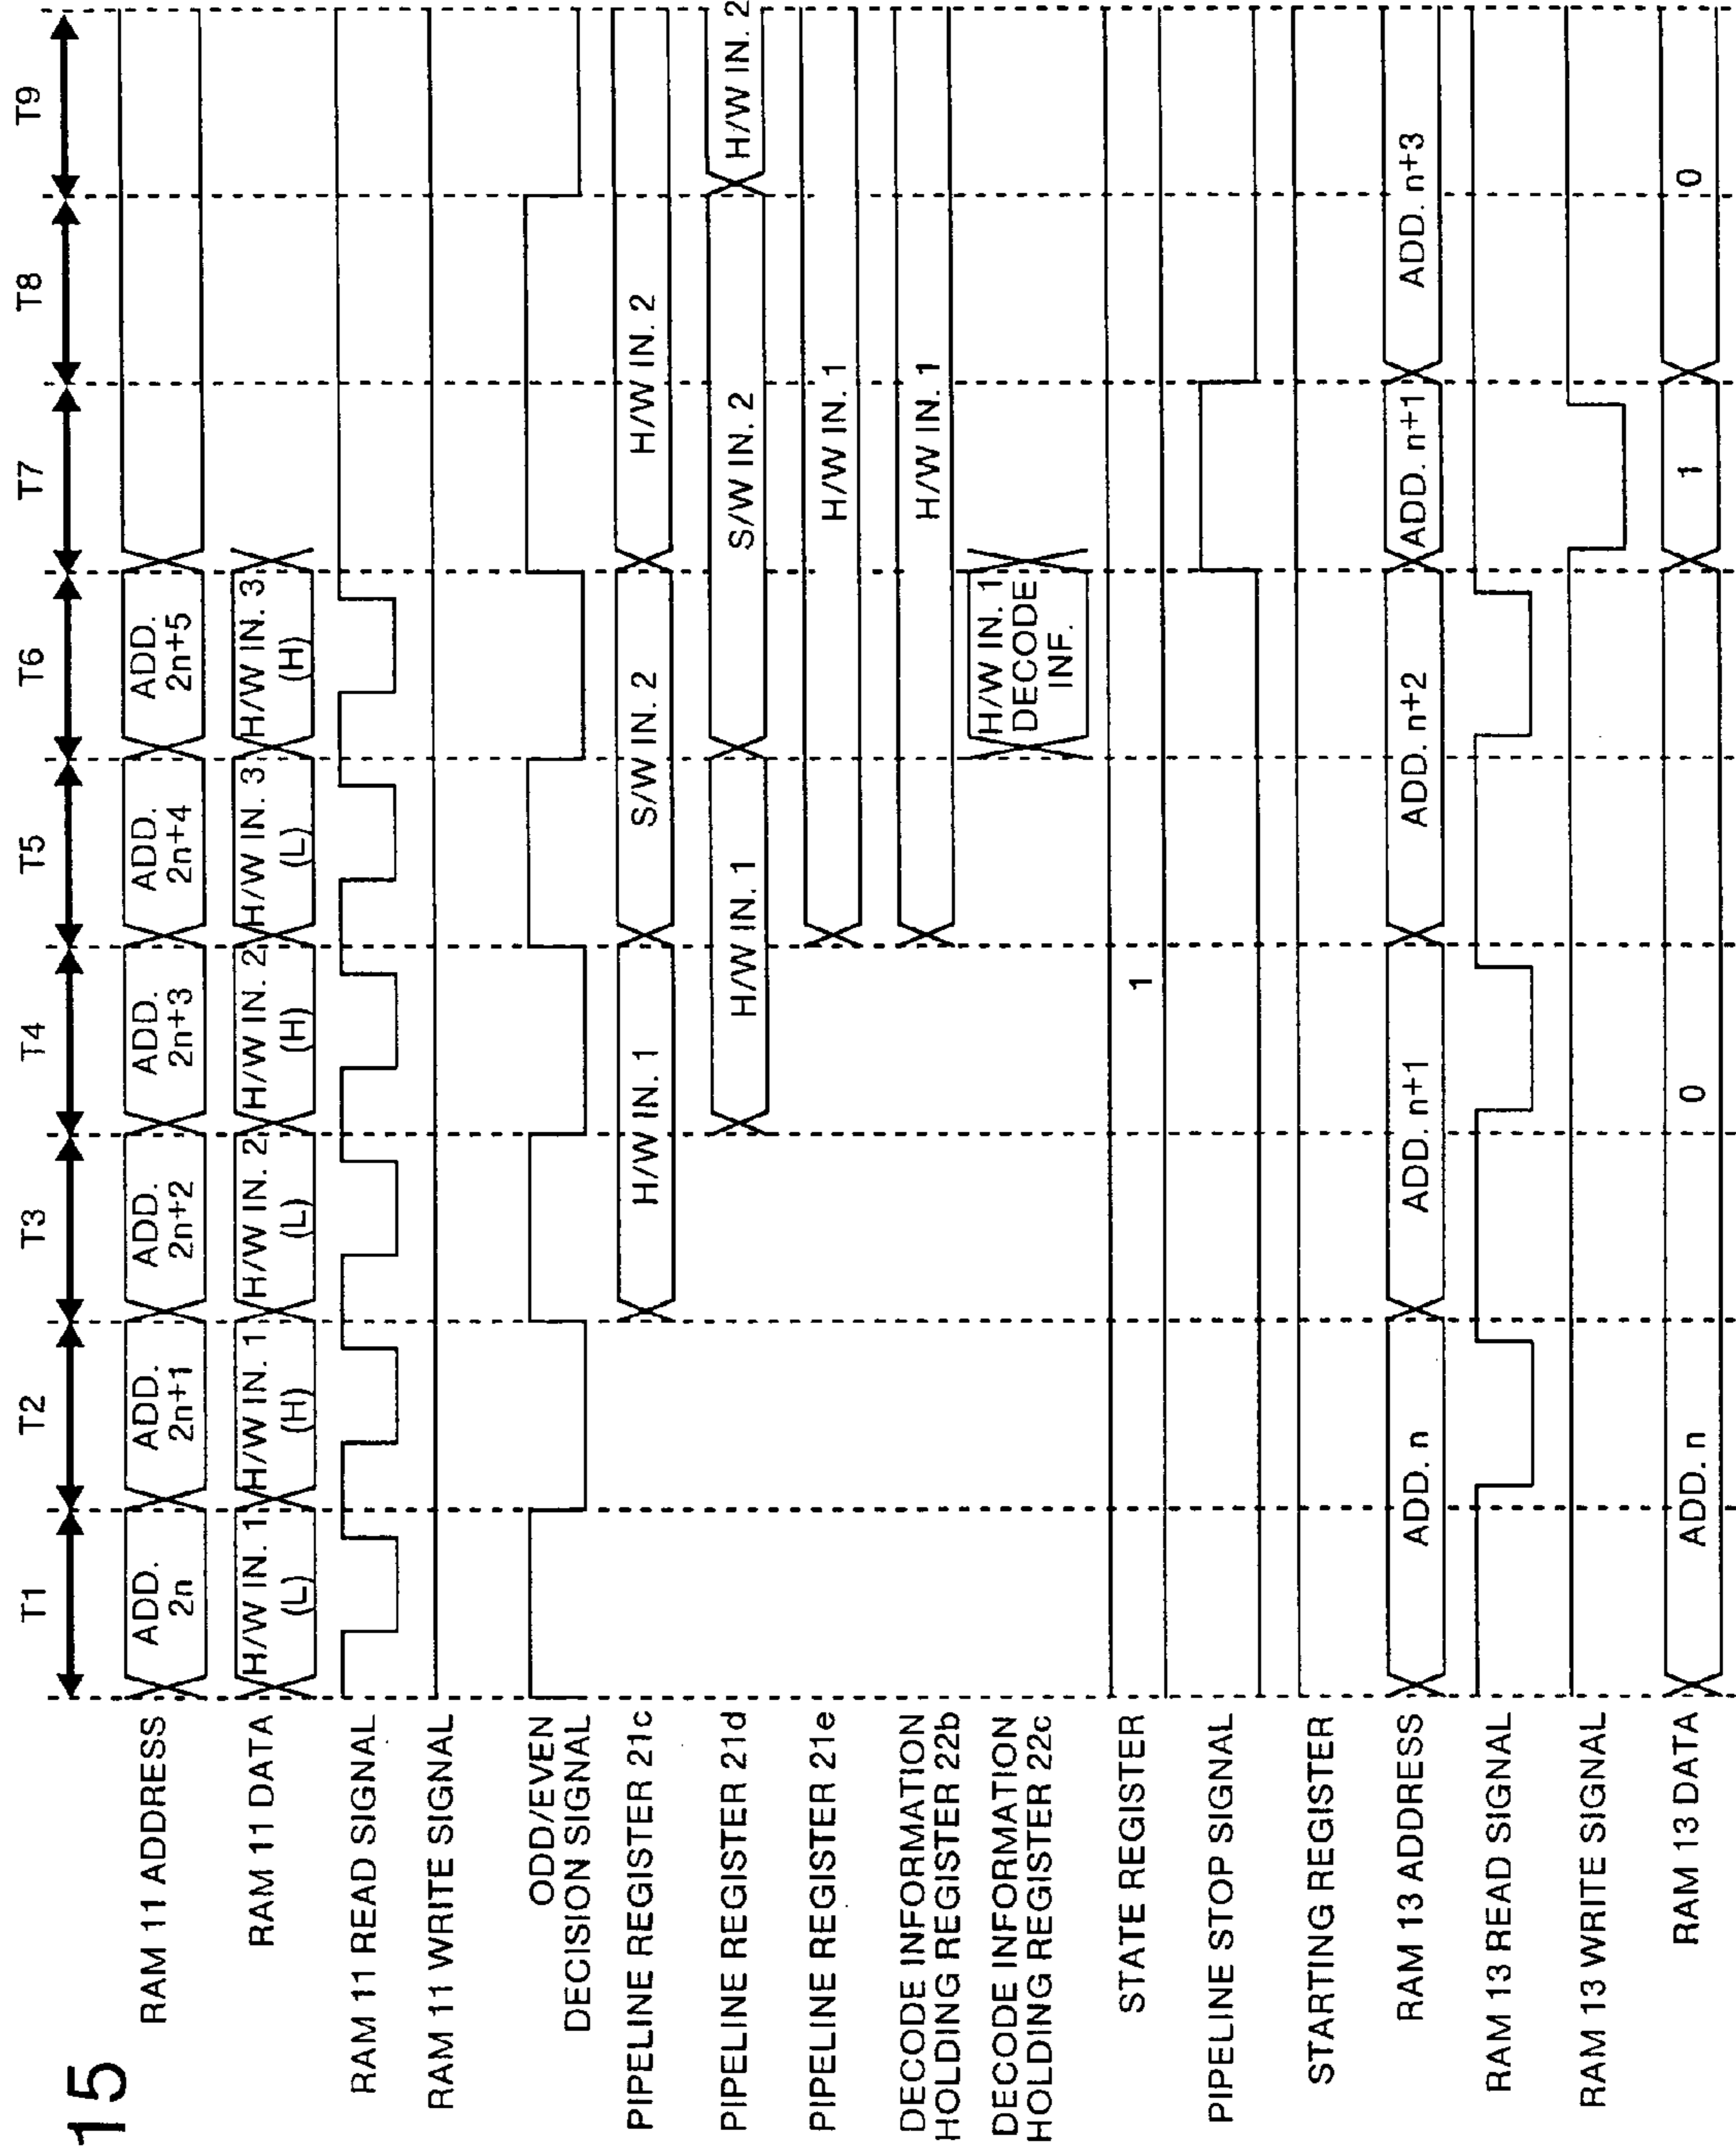 15
T1 T2 T3 T4 T5 T6 T7 T8 T9
RAM 11 ADDRESS
ADD. 2n
ADD. 2n+1
ADD. 2n+2
ADD. 2n+3
ADD. 2n+4
ADD. 2n+5
RAM 11 DATA
H/W IN. 1 (L)
H/W IN. 1 (H)
H/W IN. 2 (L)
H/W IN. 2 (H)
H/W IN. 3 (L)
H/W IN. 3 (H)
RAM 11 READ SIGNAL
RAM 11 WRITE SIGNAL
ODD/EVEN
DECISION SIGNAL
PIPELINE REGISTER 21c
H/W IN. 1
S/W IN. 2
H/W IN. 2
PIPELINE REGISTER 21d
H/W IN. 1
S/W IN. 2
H/W IN. 2
PIPELINE REGISTER 21e
H/W IN. 1
DECODE INFORMATION
HOLDING REGISTER 22b
H/W IN. 1
DECODE INFORMATION
HOLDING REGISTER 22c
H/W IN. 1
DECODE
INF.
STATE REGISTER
1
PIPELINE STOP SIGNAL
STARTING REGISTER
RAM 13 ADDRESS
ADD. n
ADD. n+1
ADD. n+2
ADD. n+1
ADD. n+3
RAM 13 READ SIGNAL
RAM 13 WRITE SIGNAL
RAM 13 DATA
ADD. n
0
1
0